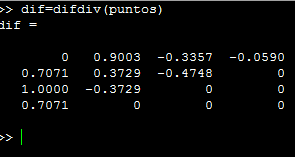 >> dif=difdiv(puntos)
dif =
0 0.9003 -0.3357 -0.0590
0.7071 0.3729 -0.4748 0
1.0000 -0.3729 0 0
0.7071 0 0 0
>>